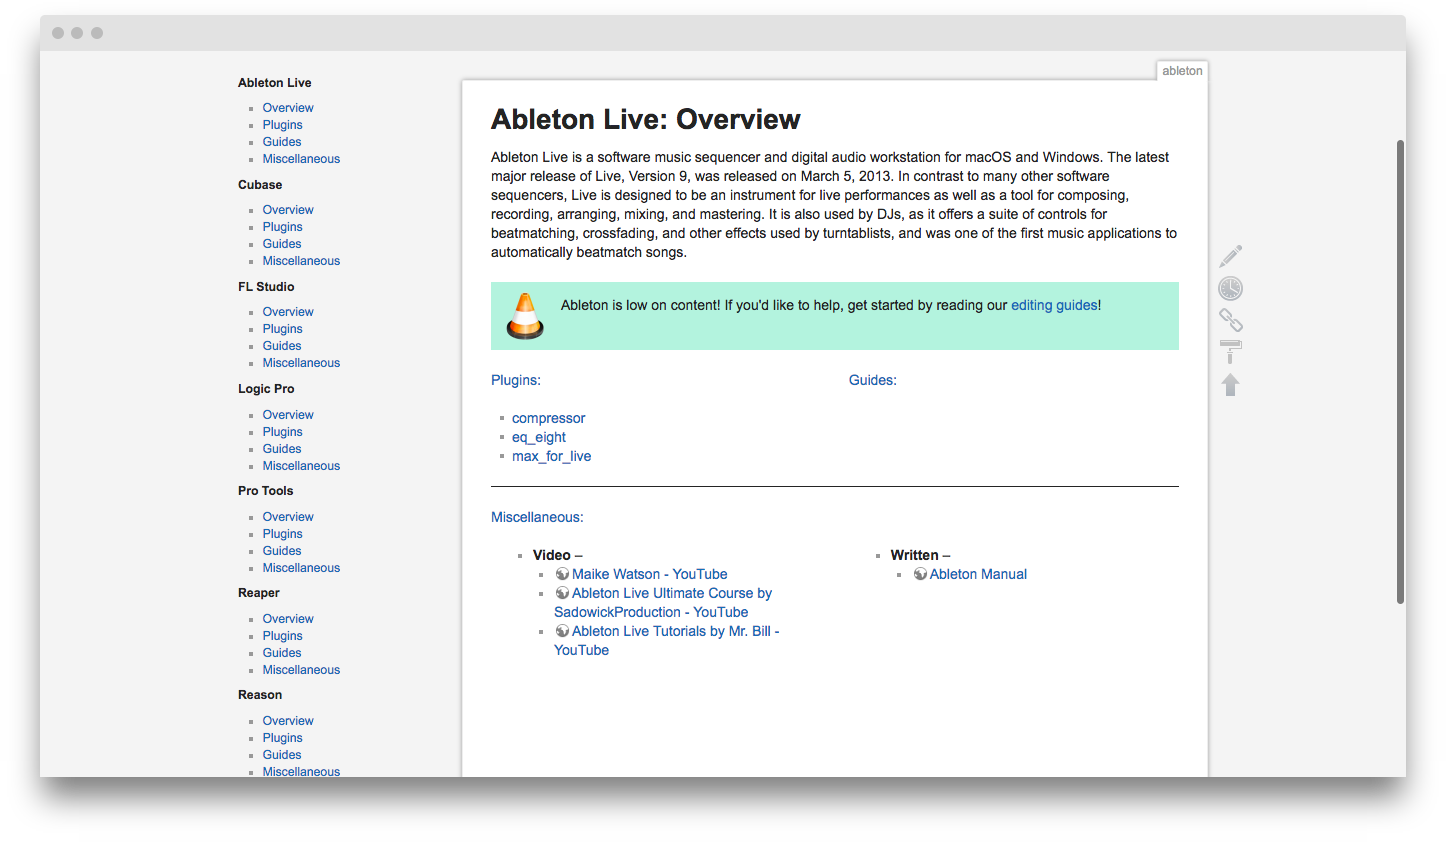 ableton
Ableton Live
Overview
Plugins
Guides
Miscellaneous
Cubase
Overview
Plugins
Guides
Miscellaneous
FL Studio
Overview
Plugins
Guides
Miscellaneous
Logic Pro
Overview
Plugins
Guides
Miscellaneous
Pro Tools
Overview
Plugins
Guides
Miscellaneous
Reaper
Overview
Plugins
Guides
Miscellaneous
Reason
Overview
Plugins
Guides
Miscellaneous
Ableton Live: Overview
Ableton Live is a software music sequencer and digital audio workstation for macOS and Windows. The latest
major release of Live, Version 9, was released on March 5, 2013. In contrast to many other software
sequencers, Live is designed to be an instrument for live performances as well as a tool for composing,
recording, arranging, mixing, and mastering. It is also used by DJs, as it offers a suite of controls for
beatmatching, crossfading, and other effects used by turntablists, and was one of the first music applications to
automatically beatmatch songs.
Ableton is low on content! If you'd like to help, get started by reading our editing guides!
Plugins:
compressor
eq_eight
max_for_live
Guides:
Miscellaneous:
Video –
Maike Watson - YouTube
Ableton Live Ultimate Course by
SadowickProduction - YouTube
Ableton Live Tutorials by Mr. Bill -
YouTube
Written –
Ableton Manual